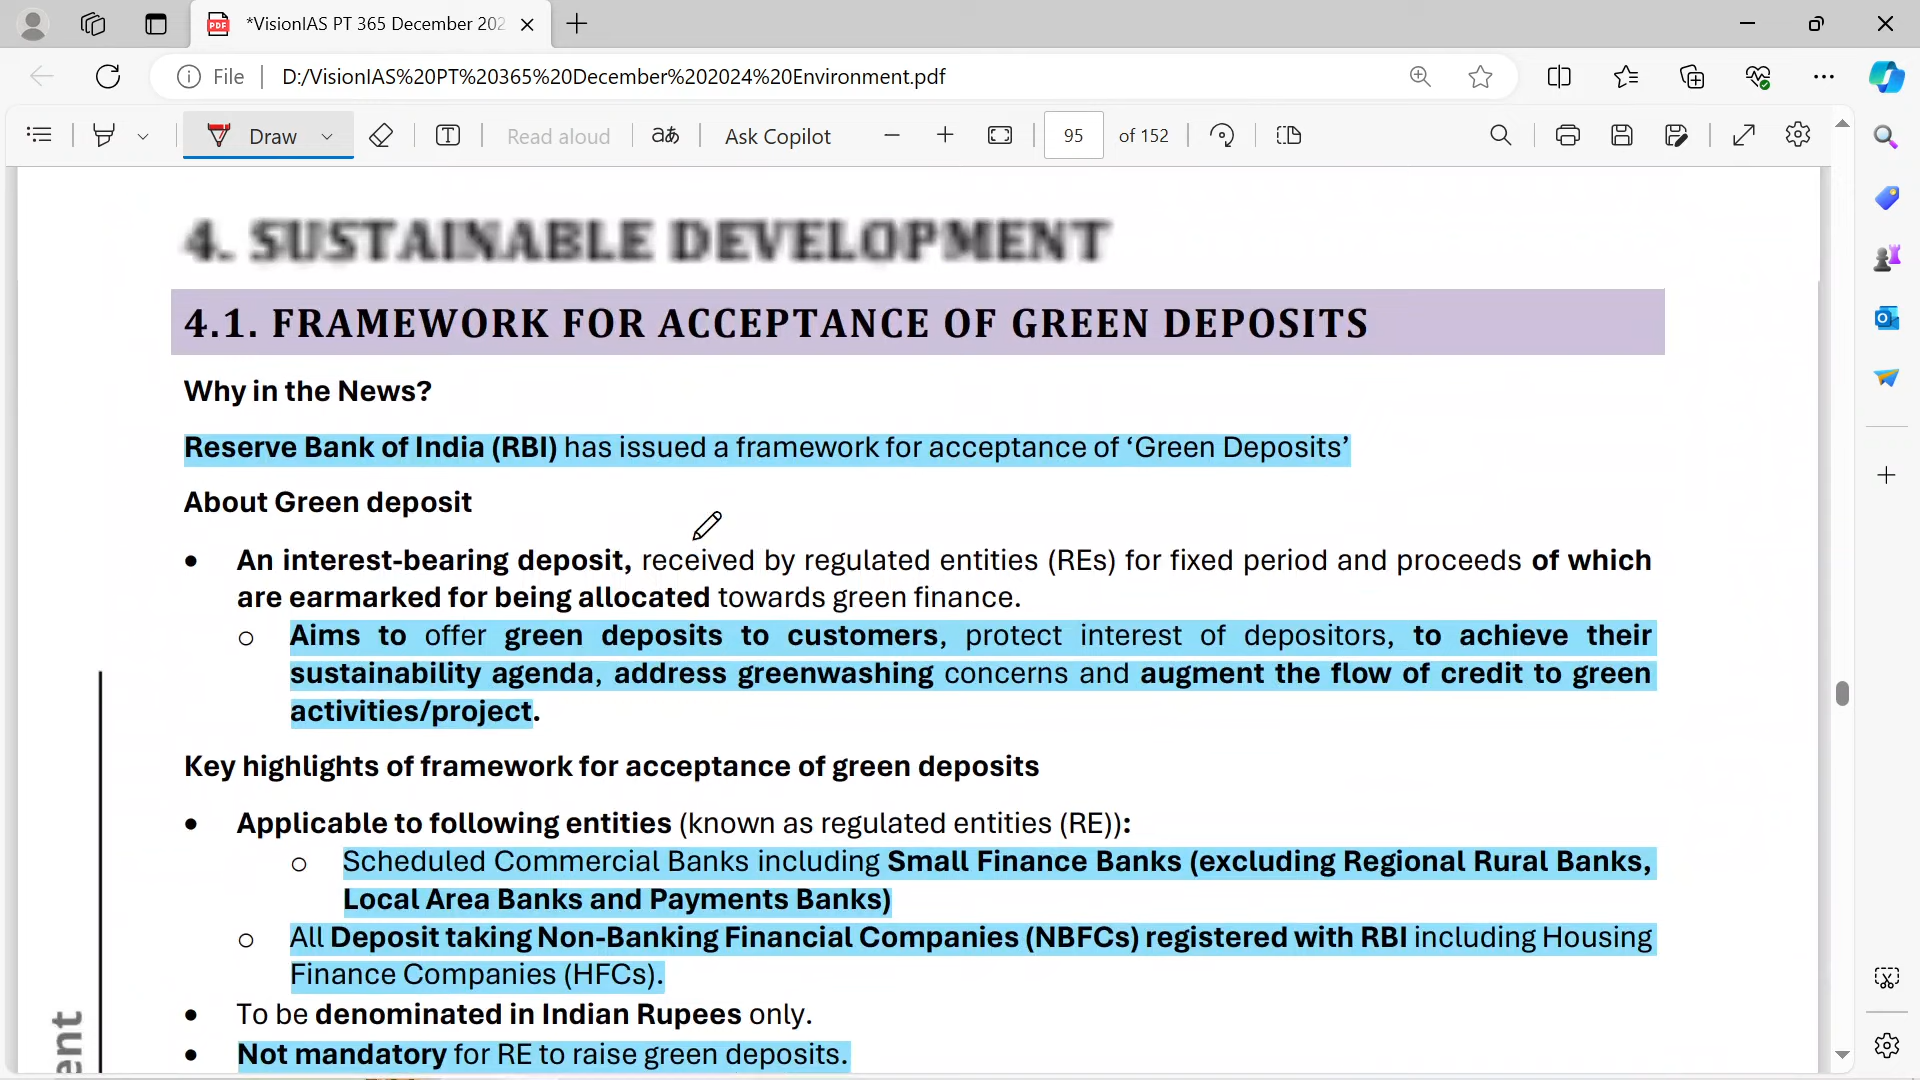 *VisionIAS PT 365 December 202
File
D:/VisionIAS%20PT%20365%20December%202024%20Environment.pdf
Draw
Read aloud
aあ
Ask Copilot
95
of 152
4. SUSTAINABLE DEVELOPMENT
4.1. FRAMEWORK FOR ACCEPTANCE OF GREEN DEPOSITS
Why in the News?
Reserve Bank of India (RBI) has issued a framework for acceptance of ‘Green Deposits’
About Green deposit
• An interest-bearing deposit, received by regulated entities (REs) for fixed period and proceeds of which
are earmarked for being allocated towards green finance.
o Aims to offer green deposits to customers, protect interest of depositors, to achieve their
sustainability agenda, address greenwashing concerns and augment the flow of credit to green
activities/project.
Key highlights of framework for acceptance of green deposits
• Applicable to following entities (known as regulated entities (RE)):
o Scheduled Commercial Banks including Small Finance Banks (excluding Regional Rural Banks,
Local Area Banks and Payments Banks)
o All Deposit taking Non-Banking Financial Companies (NBFCs) registered with RBI including Housing
Finance Companies (HFCs).
• To be denominated in Indian Rupees only.
• Not mandatory for RE to raise green deposits.
ent